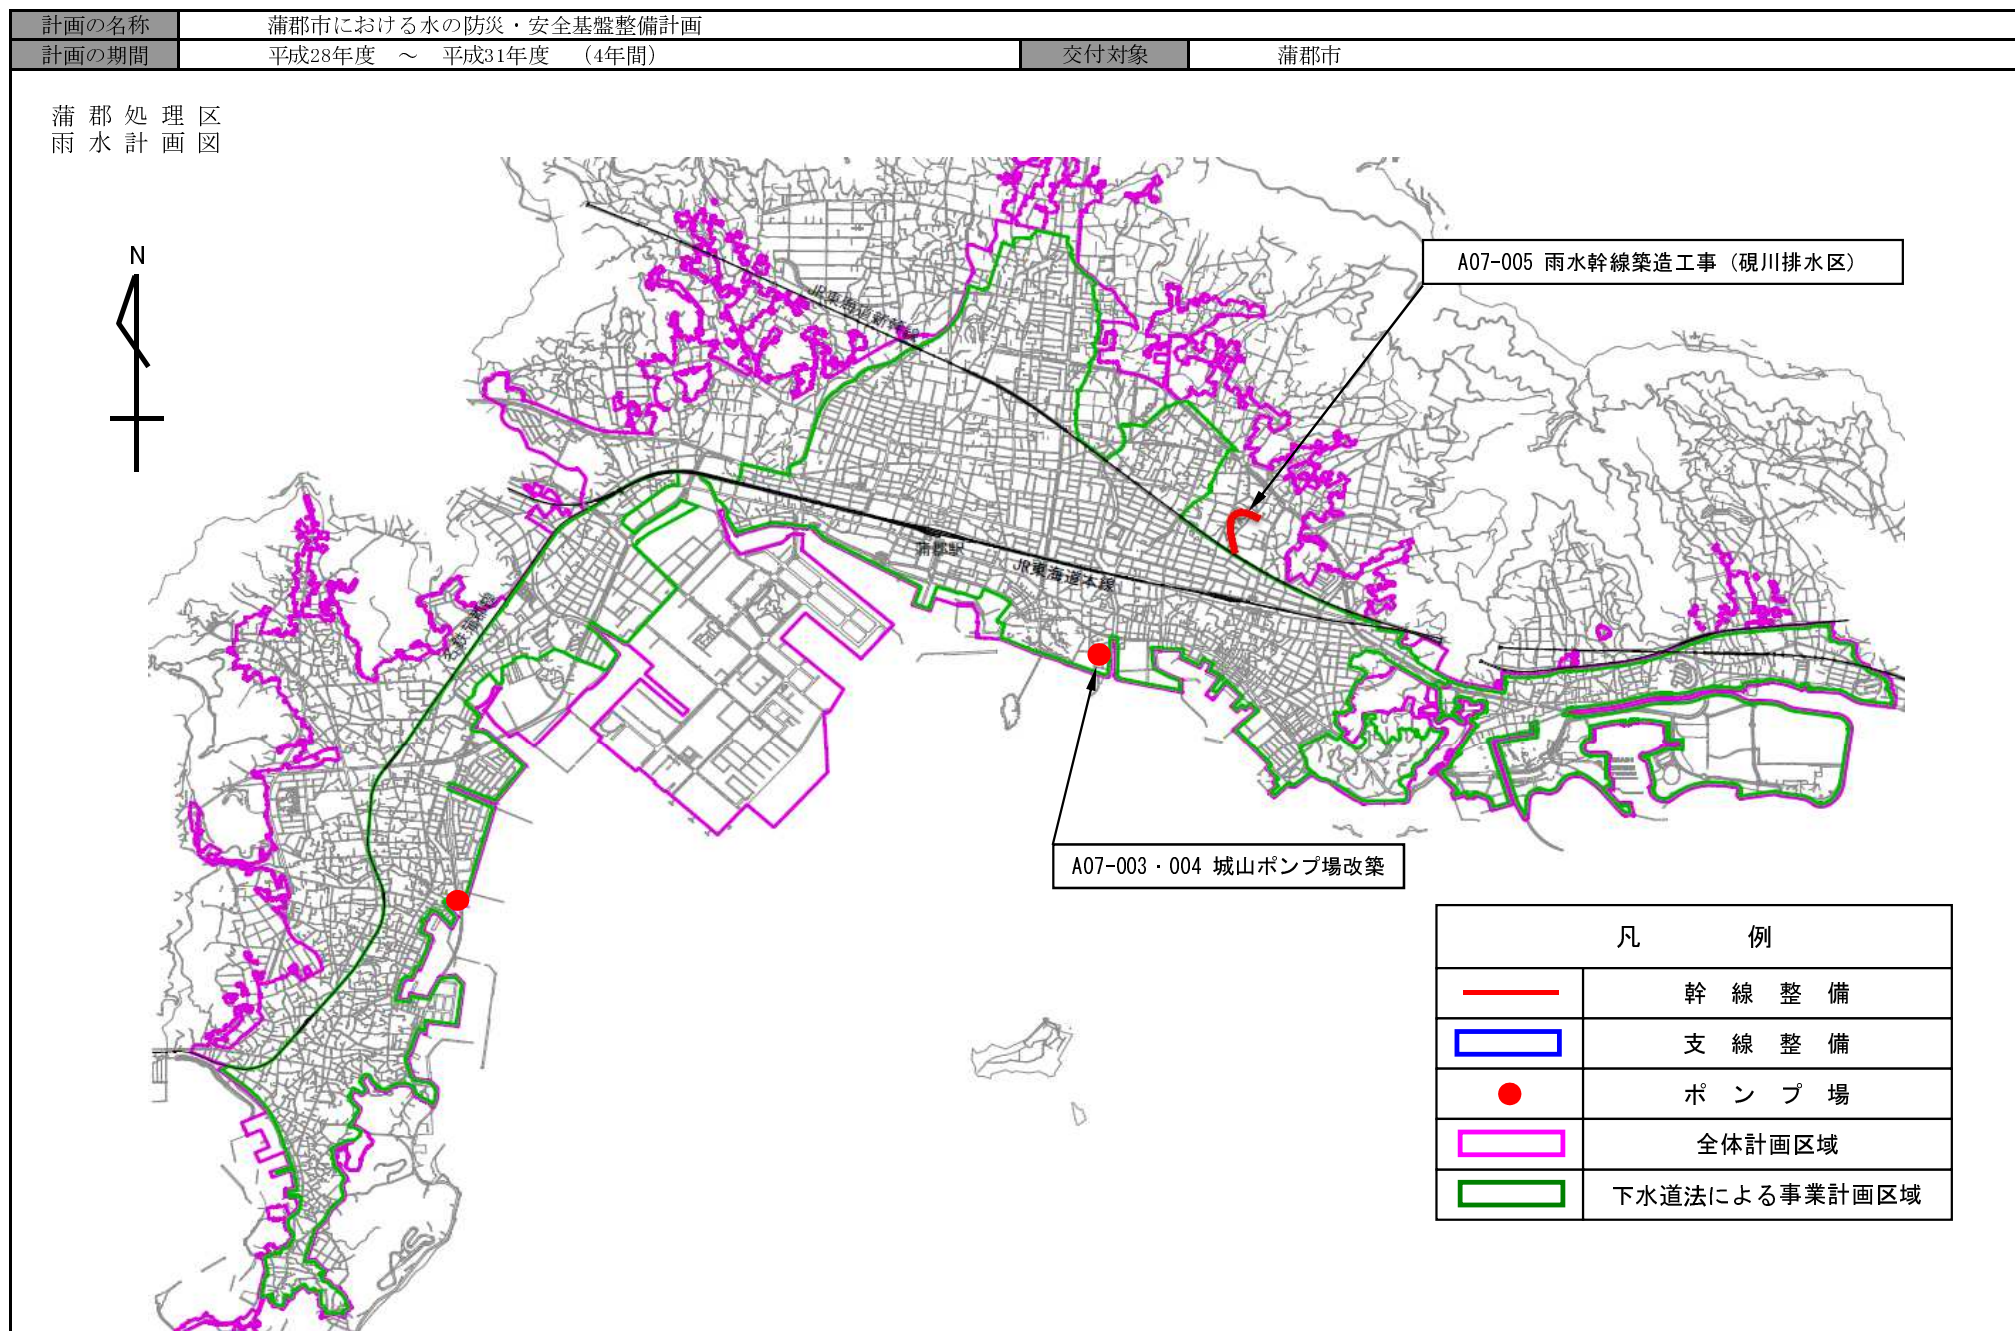 計画の名称 蒲郡市における水の防災・安全基盤整備計画
計画の期間 平成28年度 ～ 平成31年度 （4年間） 交付対象 蒲郡市
蒲郡処理区
雨水計画図
N
A07-005 雨水幹線築造工事（硯川排水区）
JR東海道新幹線
蒲郡駅
JR東海道本線
名鉄蒲郡線
A07-003・004 城山ポンプ場改築
凡例
幹線整備
支線整備
ポンプ場
全体計画区域
下水道法による事業計画区域